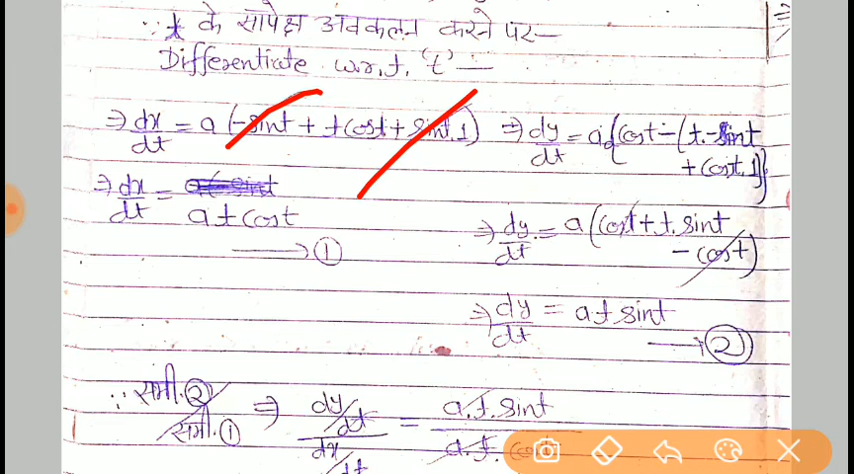 ∵ t के सापेक्ष अवकलन करने पर—
Differentiate w.r.t. 't' —
⇒ dx/dt = a (-sint + t cost + sint.1)
⇒ dx/dt = at cost
⟶ ①
⇒ dy/dt = a{cost - (t.-sint + cost.1)}
⇒ dy/dt = a (cost + t. sint - cost)
⇒ dy/dt = at sint
⟶ ②
∵ समी.② / समी.① ⇒ dy/dt / dx/dt = a.t. sint / a.t.